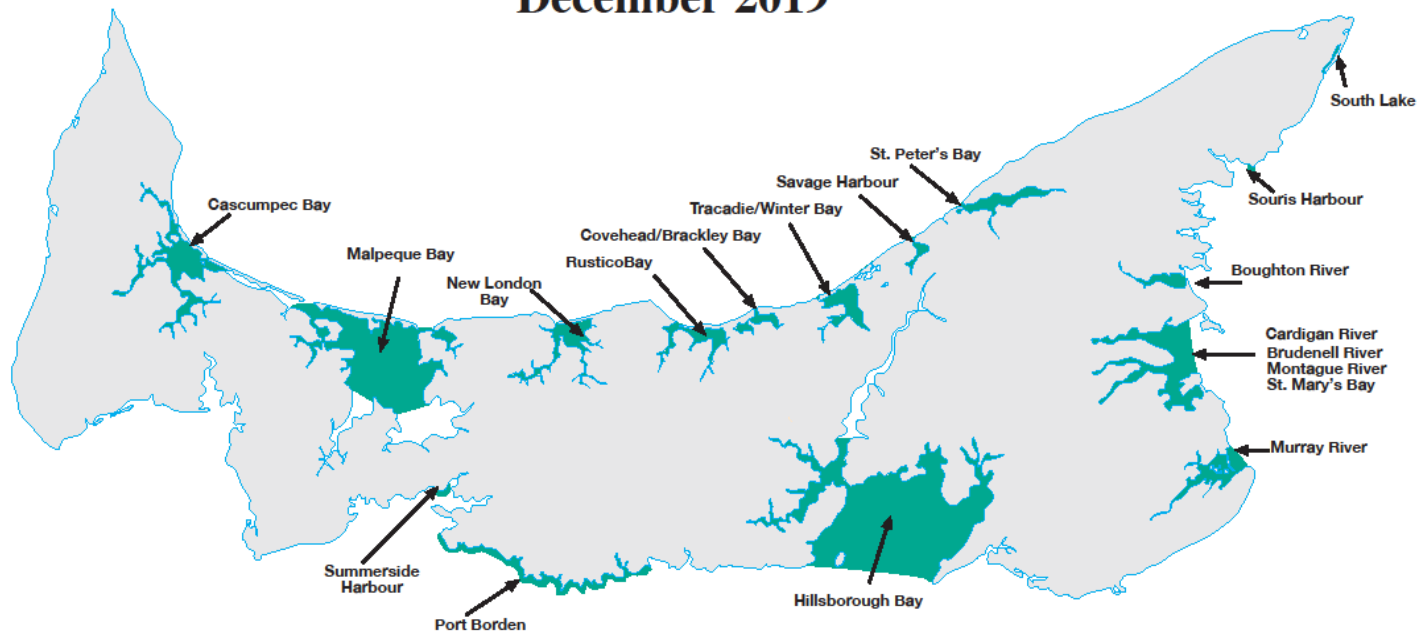 December 2019
South Lake
St. Peter's Bay
Savage Harbour
Souris Harbour
Cascumpec Bay
Tracadie/Winter Bay
Covehead/Brackley Bay
Malpeque Bay
RusticoBay
Boughton River
New London
Bay
Cardigan River
Brudenell River
Montague River
St. Mary's Bay
Murray River
Summerside
Harbour
Hillsborough Bay
Port Borden